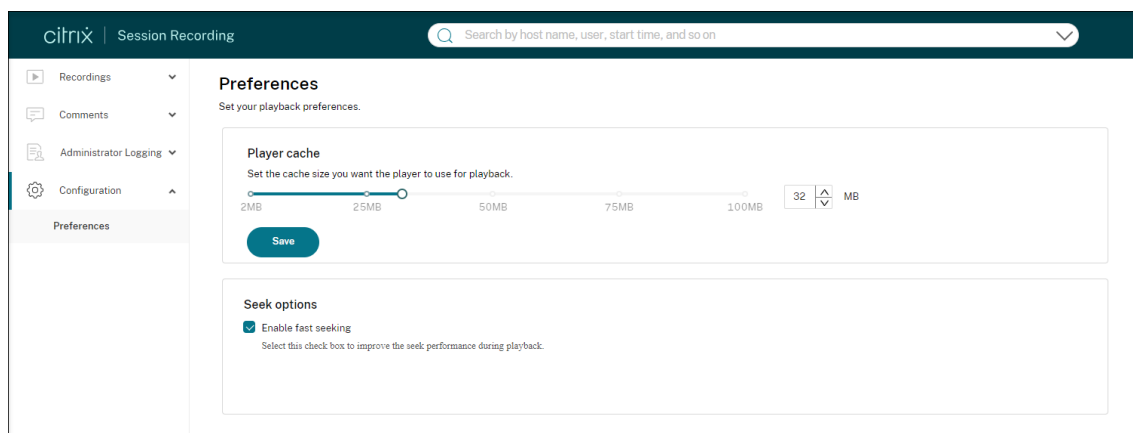 citrix | Session Recording
Search by host name, user, start time, and so on
Recordings
Comments
Administrator Logging
Configuration
Preferences
Preferences
Set your playback preferences.
Player cache
Set the cache size you want the player to use for playback.
2MB 25MB 50MB 75MB 100MB
32 MB
Save
Seek options
Enable fast seeking
Select this check box to improve the seek performance during playback.